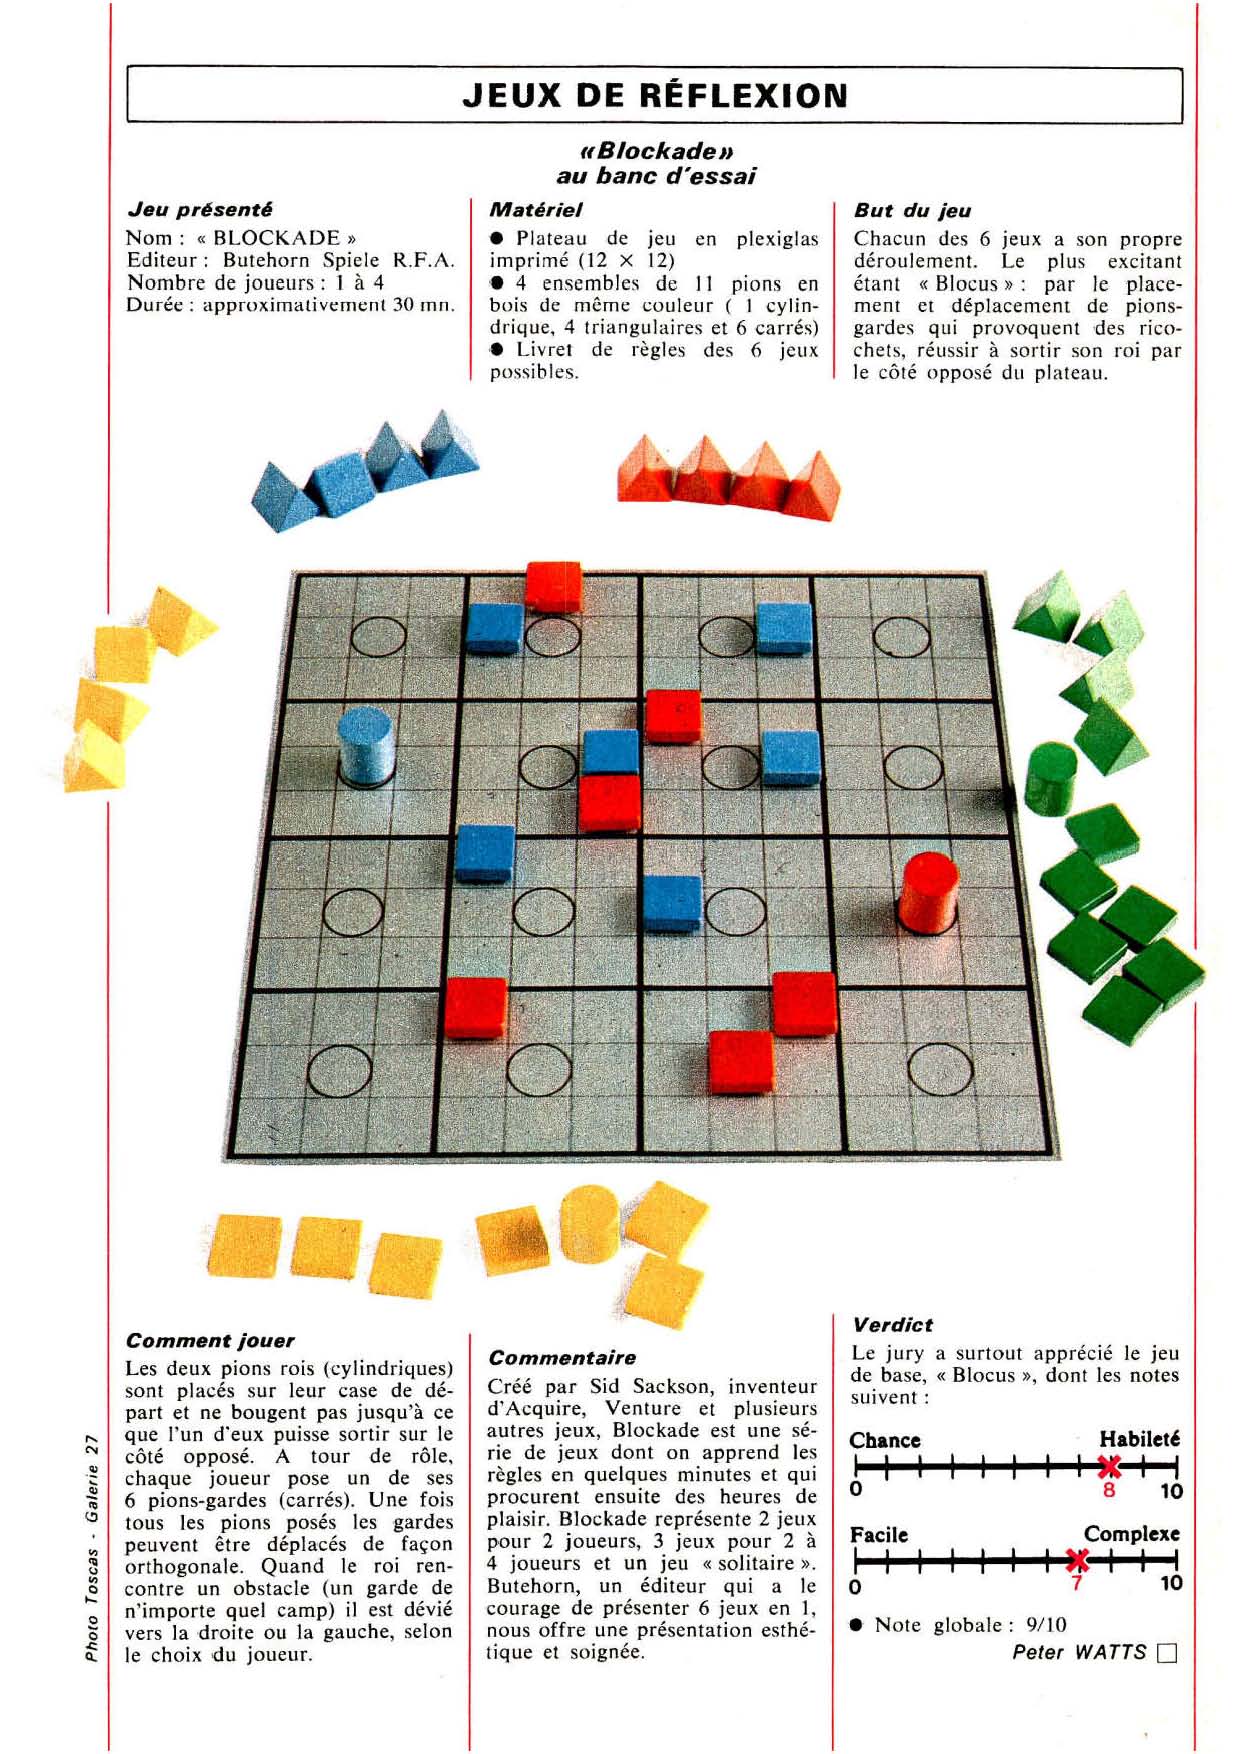 JEUX DE RÉFLEXION
«Blockade»
au banc d'essai
Jeu présenté
Nom : « BLOCKADE »
Editeur : Butehorn Spiele R.F.A.
Nombre de joueurs : 1 à 4
Durée : approximativement 30 mn.
Matériel
● Plateau de jeu en plexiglas
imprimé (12 × 12)
● 4 ensembles de 11 pions en
bois de même couleur ( 1 cylin-
drique, 4 triangulaires et 6 carrés)
● Livret de règles des 6 jeux
possibles.
But du jeu
Chacun des 6 jeux a son propre
déroulement. Le plus excitant
étant « Blocus » : par le place-
ment et déplacement de pions-
gardes qui provoquent des rico-
chets, réussir à sortir son roi par
le côté opposé du plateau.
Comment jouer
Les deux pions rois (cylindriques)
sont placés sur leur case de dé-
part et ne bougent pas jusqu'à ce
que l'un d'eux puisse sortir sur le
côté opposé. A tour de rôle,
chaque joueur pose un de ses
6 pions-gardes (carrés). Une fois
tous les pions posés les gardes
peuvent être déplacés de façon
orthogonale. Quand le roi ren-
contre un obstacle (un garde de
n'importe quel camp) il est dévié
vers la droite ou la gauche, selon
le choix du joueur.
Commentaire
Créé par Sid Sackson, inventeur
d'Acquire, Venture et plusieurs
autres jeux, Blockade est une sé-
rie de jeux dont on apprend les
règles en quelques minutes et qui
procurent ensuite des heures de
plaisir. Blockade représente 2 jeux
pour 2 joueurs, 3 jeux pour 2 à
4 joueurs et un jeu « solitaire ».
Butehorn, un éditeur qui a le
courage de présenter 6 jeux en 1,
nous offre une présentation esthé-
tique et soignée.
Verdict
Le jury a surtout apprécié le jeu
de base, « Blocus », dont les notes
suivent :
Chance Habileté
0 8 10
Facile Complexe
0 7 10
● Note globale : 9/10
Peter WATTS
Photo Toscas - Galerie 27